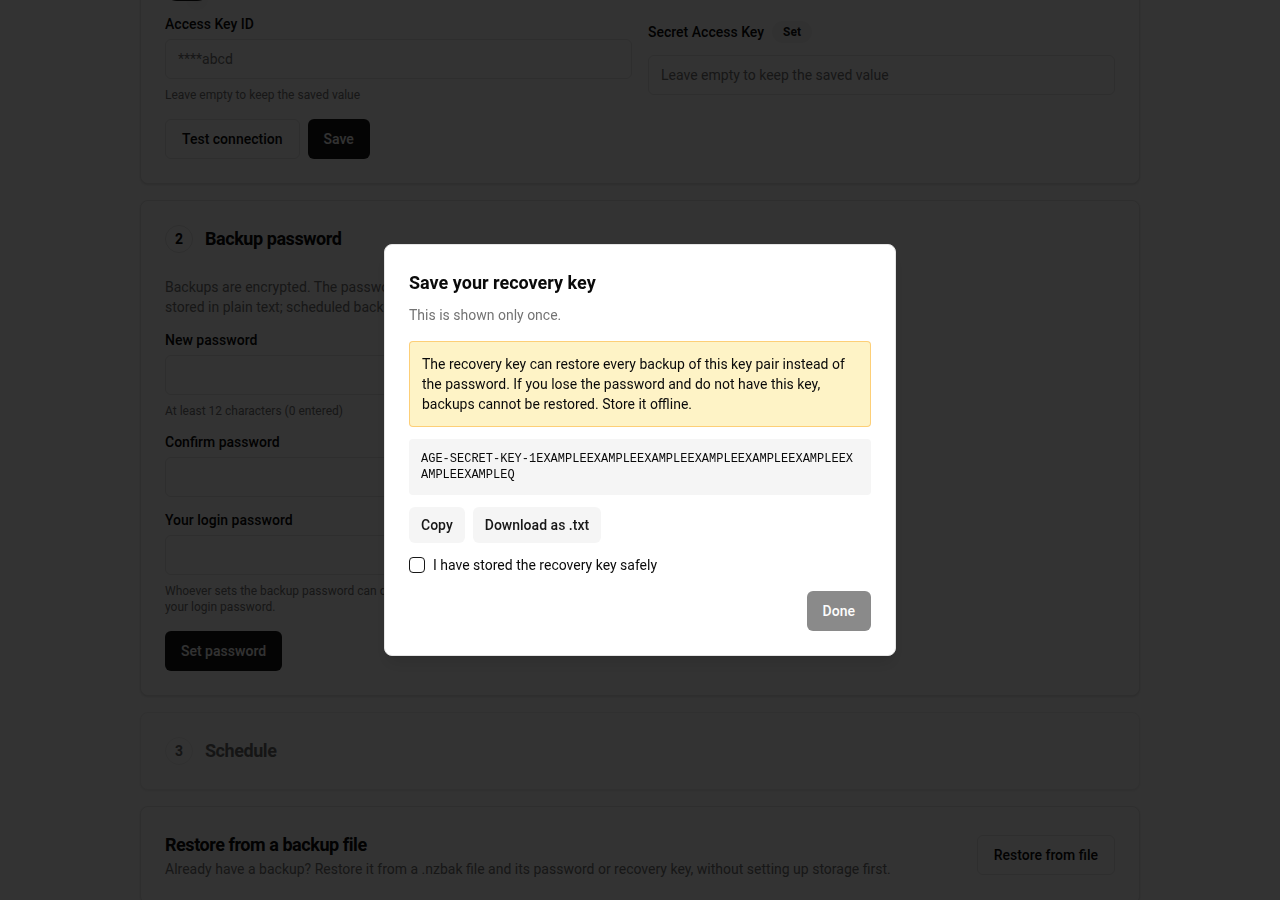 Access Key ID
Secret Access Key Set
****abcd
Leave empty to keep the saved value
Leave empty to keep the saved value
Test connection
Save
2 Backup password
Backups are encrypted. The passw
stored in plain text; scheduled back
New password
At least 12 characters (0 entered)
Confirm password
Your login password
Whoever sets the backup password can
your login password.
Set password
Save your recovery key
This is shown only once.
The recovery key can restore every backup of this key pair instead of
the password. If you lose the password and do not have this key,
backups cannot be restored. Store it offline.
AGE-SECRET-KEY-1EXAMPLEEXAMPLEEXAMPLEEXAMPLEEXAMPLEEXAMPLEEX
AMPLEEXAMPLEQ
Copy
Download as .txt
I have stored the recovery key safely
Done
3 Schedule
Restore from a backup file
Already have a backup? Restore it from a .nzbak file and its password or recovery key, without setting up storage first.
Restore from file